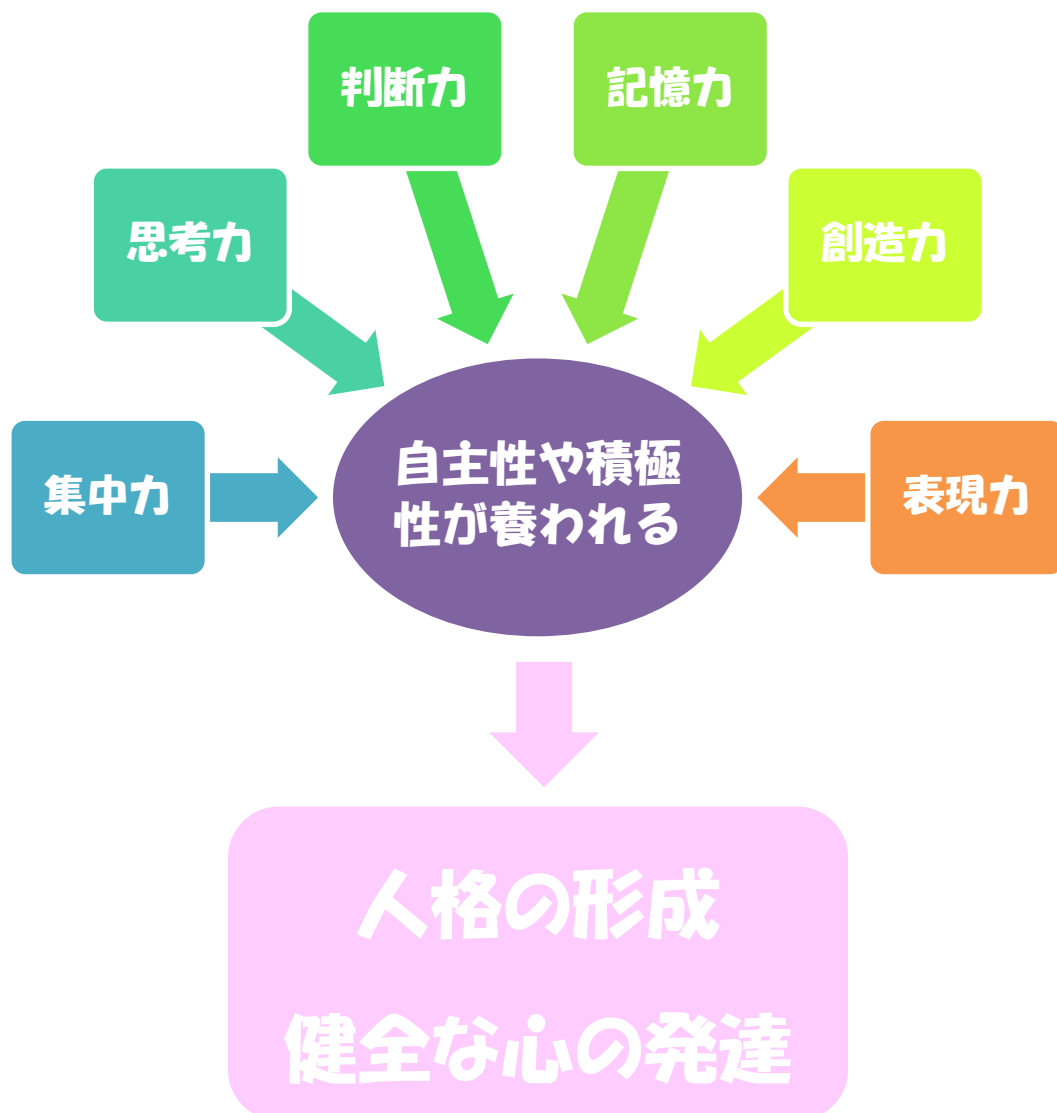 判断力
記憶力
思考力
創造力
集中力
自主性や積極
性が養われる
表現力
人格の形成
健全な心の発達